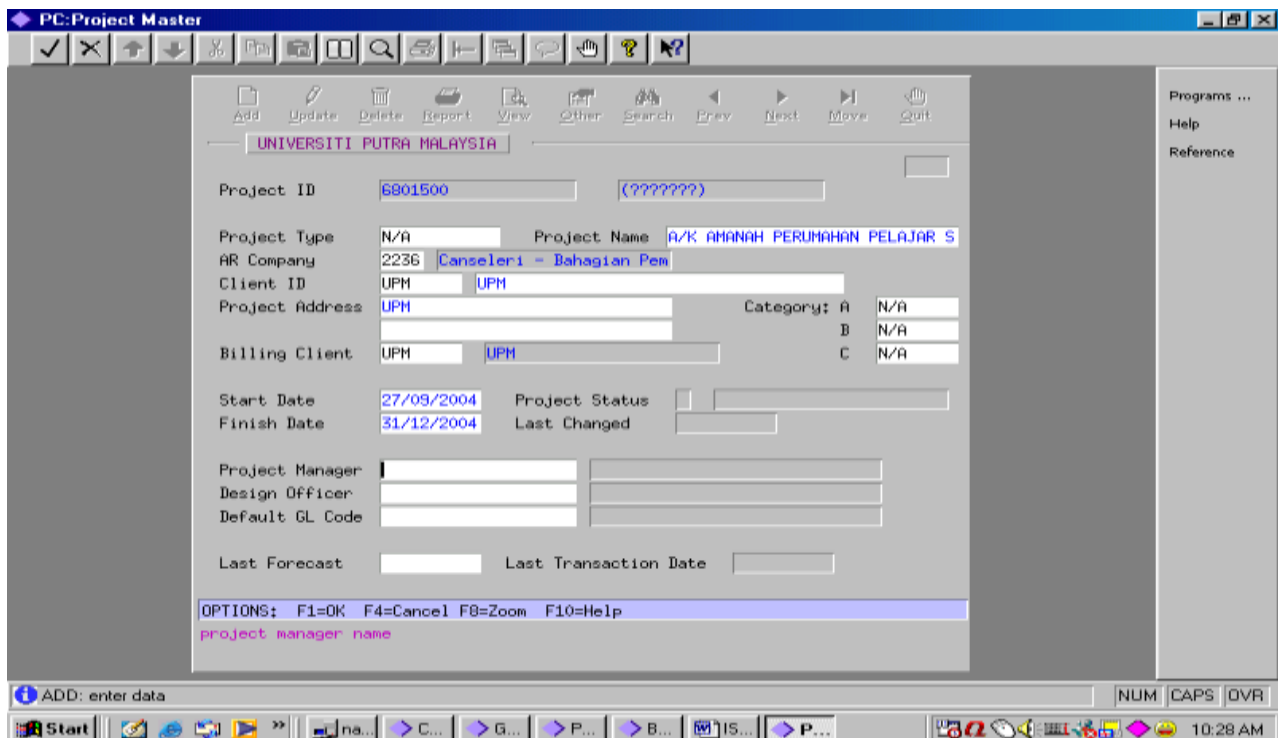 PC:Project Master
Programs ...
Help
Reference
Add Update Delete Report View Other Search Prev Next Move Quit
UNIVERSITI PUTRA MALAYSIA
Project ID 6801500 (???????)
Project Type N/A Project Name A/K AMANAH PERUMAHAN PELAJAR S
AR Company 2236 Canseleri - Bahagian Pem
Client ID UPM UPM
Project Address UPM Category: A N/A
B N/A
Billing Client UPM UPM C N/A
Start Date 27/09/2004 Project Status
Finish Date 31/12/2004 Last Changed
Project Manager
Design Officer
Default GL Code
Last Forecast Last Transaction Date
OPTIONS: F1=OK F4=Cancel F8=Zoom F10=Help
project manager name
ADD: enter data NUM CAPS OVR
Start na... C... G... P... B... IS... P... 10:28 AM